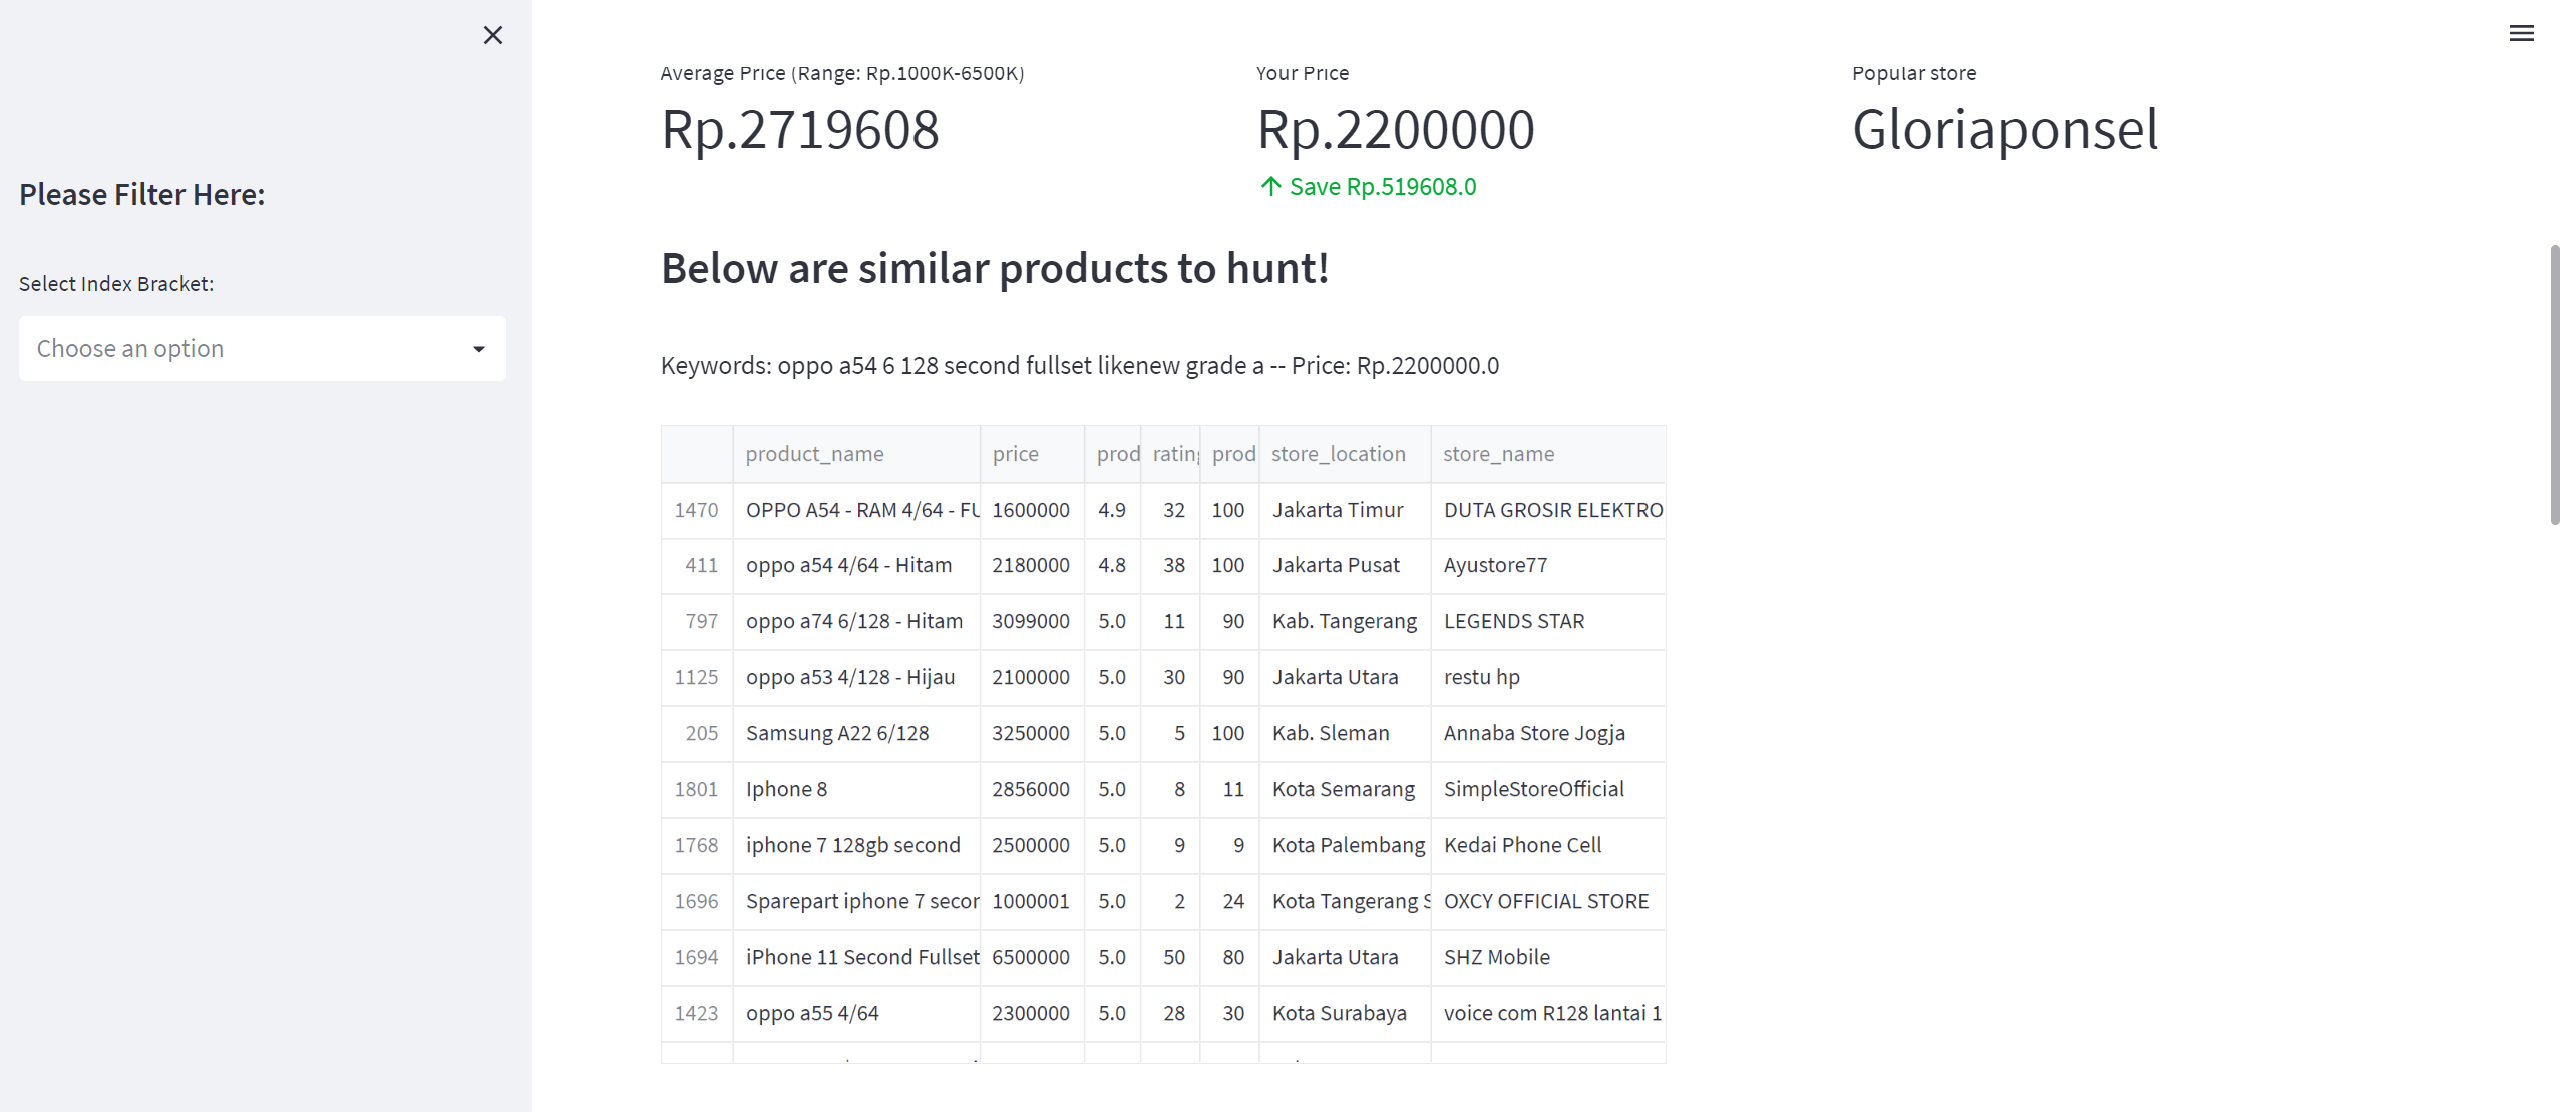 Please Filter Here:
Select Index Bracket:
Choose an option
Average Price (Range: Rp.1000K-6500K)
Rp.2719608
Your Price
Rp.2200000
↑ Save Rp.519608.0
Popular store
Gloriaponsel
Below are similar products to hunt!
Keywords: oppo a54 6 128 second fullset likenew grade a -- Price: Rp.2200000.0
product_name price prod rating prod store_location store_name
1470 OPPO A54 - RAM 4/64 - FU 1600000 4.9 32 100 Jakarta Timur DUTA GROSIR ELEKTRO
411 oppo a54 4/64 - Hitam 2180000 4.8 38 100 Jakarta Pusat Ayustore77
797 oppo a74 6/128 - Hitam 3099000 5.0 11 90 Kab. Tangerang LEGENDS STAR
1125 oppo a53 4/128 - Hijau 2100000 5.0 30 90 Jakarta Utara restu hp
205 Samsung A22 6/128 3250000 5.0 5 100 Kab. Sleman Annaba Store Jogja
1801 Iphone 8 2856000 5.0 8 11 Kota Semarang SimpleStoreOfficial
1768 iphone 7 128gb second 2500000 5.0 9 9 Kota Palembang Kedai Phone Cell
1696 Sparepart iphone 7 secon 1000001 5.0 2 24 Kota Tangerang S OXCY OFFICIAL STORE
1694 iPhone 11 Second Fullset 6500000 5.0 50 80 Jakarta Utara SHZ Mobile
1423 oppo a55 4/64 2300000 5.0 28 30 Kota Surabaya voice com R128 lantai 1